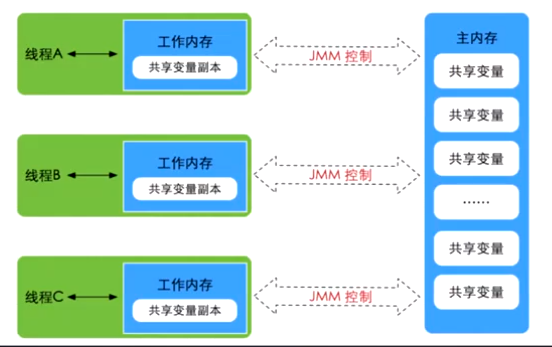 线程A
工作内存
共享变量副本
JMM 控制
线程B
工作内存
共享变量副本
JMM 控制
线程C
工作内存
共享变量副本
JMM 控制
主内存
共享变量
共享变量
共享变量
······
共享变量
共享变量